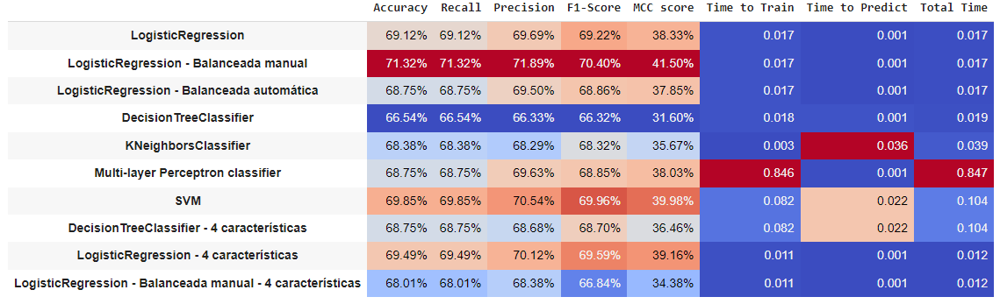 Accuracy Recall Precision F1-Score MCC score Time to Train Time to Predict Total Time
LogisticRegression 69.12% 69.12% 69.69% 69.22% 38.33% 0.017 0.001 0.017
LogisticRegression - Balanceada manual 71.32% 71.32% 71.89% 70.40% 41.50% 0.017 0.001 0.017
LogisticRegression - Balanceada automática 68.75% 68.75% 69.50% 68.86% 37.85% 0.017 0.001 0.017
DecisionTreeClassifier 66.54% 66.54% 66.33% 66.32% 31.60% 0.018 0.001 0.019
KNeighborsClassifier 68.38% 68.38% 68.29% 68.32% 35.67% 0.003 0.036 0.039
Multi-layer Perceptron classifier 68.75% 68.75% 69.63% 68.85% 38.03% 0.846 0.001 0.847
SVM 69.85% 69.85% 70.54% 69.96% 39.98% 0.082 0.022 0.104
DecisionTreeClassifier - 4 características 68.75% 68.75% 68.68% 68.70% 36.46% 0.082 0.022 0.104
LogisticRegression - 4 características 69.49% 69.49% 70.12% 69.59% 39.16% 0.011 0.001 0.012
LogisticRegression - Balanceada manual - 4 características 68.01% 68.01% 68.38% 66.84% 34.38% 0.011 0.001 0.012